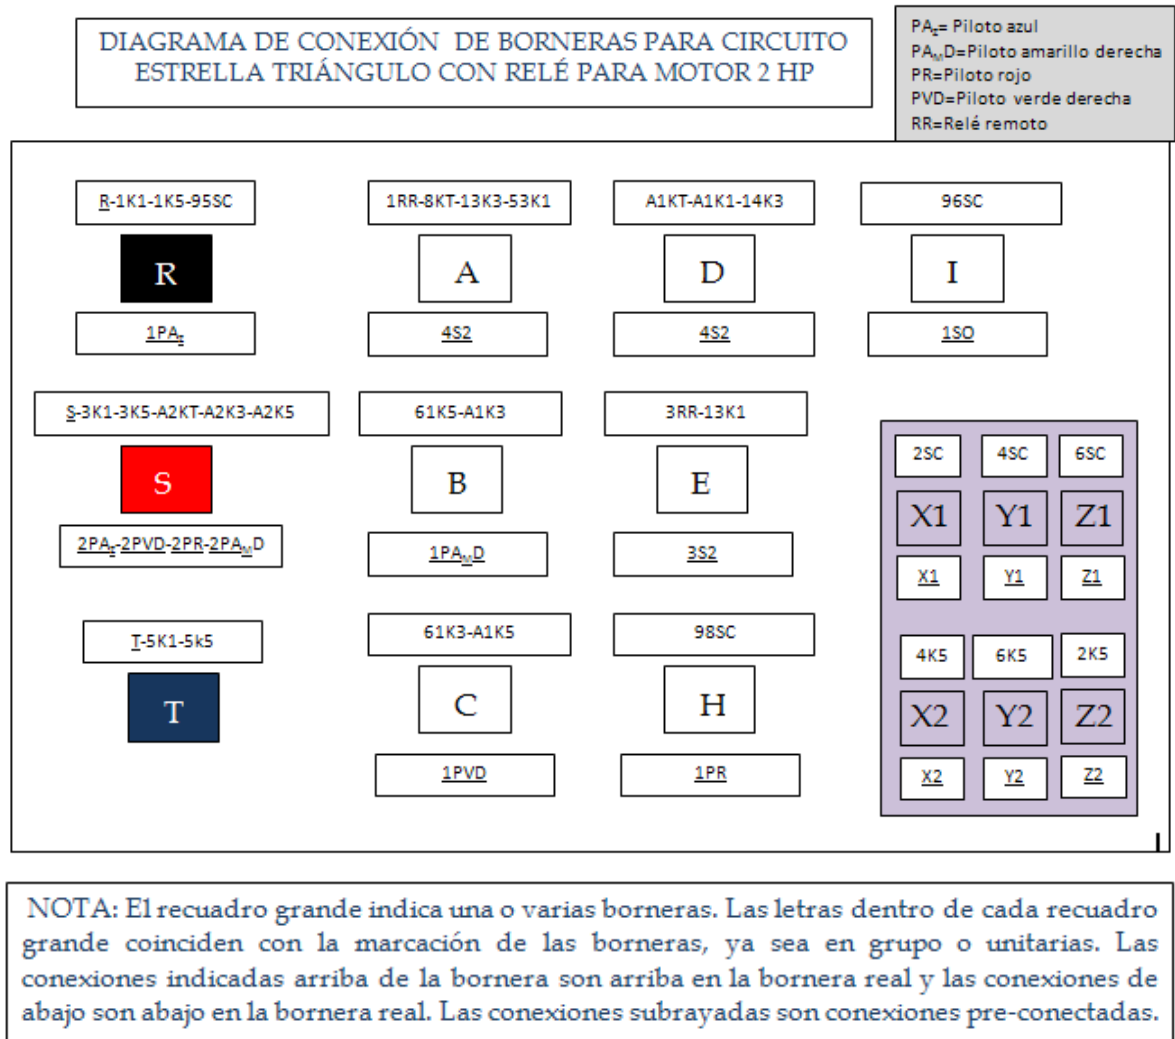 DIAGRAMA DE CONEXIÓN DE BORNERAS PARA CIRCUITO
ESTRELLA TRIÁNGULO CON RELÉ PARA MOTOR 2 HP
PAz= Piloto azul
PAMD=Piloto amarillo derecha
PR=Piloto rojo
PVD=Piloto verde derecha
RR=Relé remoto
R-1K1-1K5-95SC
R
1PAz
1RR-8KT-13K3-53K1
A
4S2
A1KT-A1K1-14K3
D
4S2
96SC
I
1SO
S-3K1-3K5-A2KT-A2K3-A2K5
S
2PAz-2PVD-2PR-2PAMD
61K5-A1K3
B
1PAMD
3RR-13K1
E
3S2
T-5K1-5k5
T
61K3-A1K5
C
1PVD
98SC
H
1PR
2SC 4SC 6SC
X1 Y1 Z1
X1 Y1 Z1
4K5 6K5 2K5
X2 Y2 Z2
X2 Y2 Z2
NOTA: El recuadro grande indica una o varias borneras. Las letras dentro de cada recuadro
grande coinciden con la marcación de las borneras, ya sea en grupo o unitarias. Las
conexiones indicadas arriba de la bornera son arriba en la bornera real y las conexiones de
abajo son abajo en la bornera real. Las conexiones subrayadas son conexiones pre-conectadas.